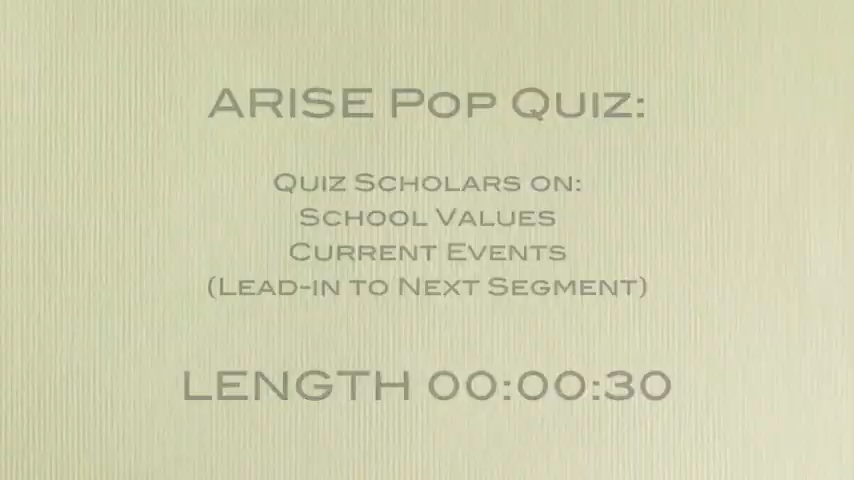 ARISE Pop Quiz:
Quiz Scholars on:
School Values
Current Events
(Lead-in to Next Segment)
LENGTH 00:00:30